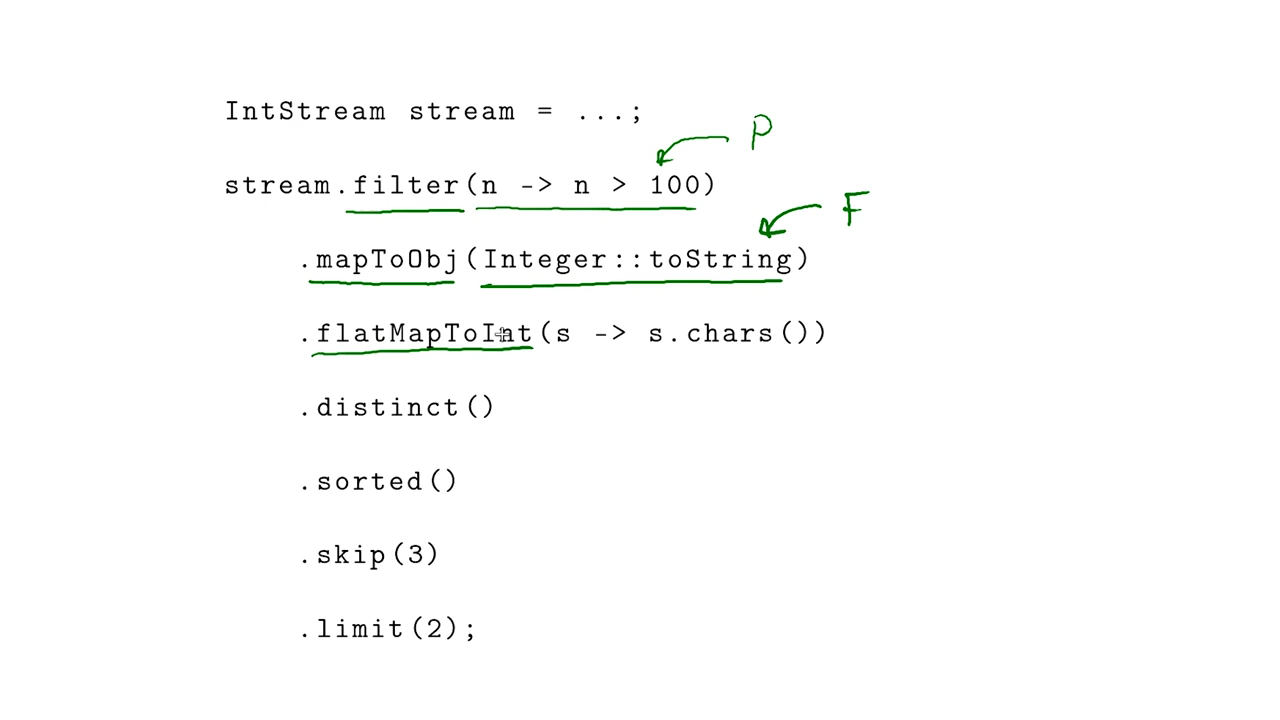 IntStream stream = ...;
P
stream.filter(n -> n > 100)
F
.mapToObj(Integer::toString)
.flatMapToInt(s -> s.chars())
.distinct()
.sorted()
.skip(3)
.limit(2);